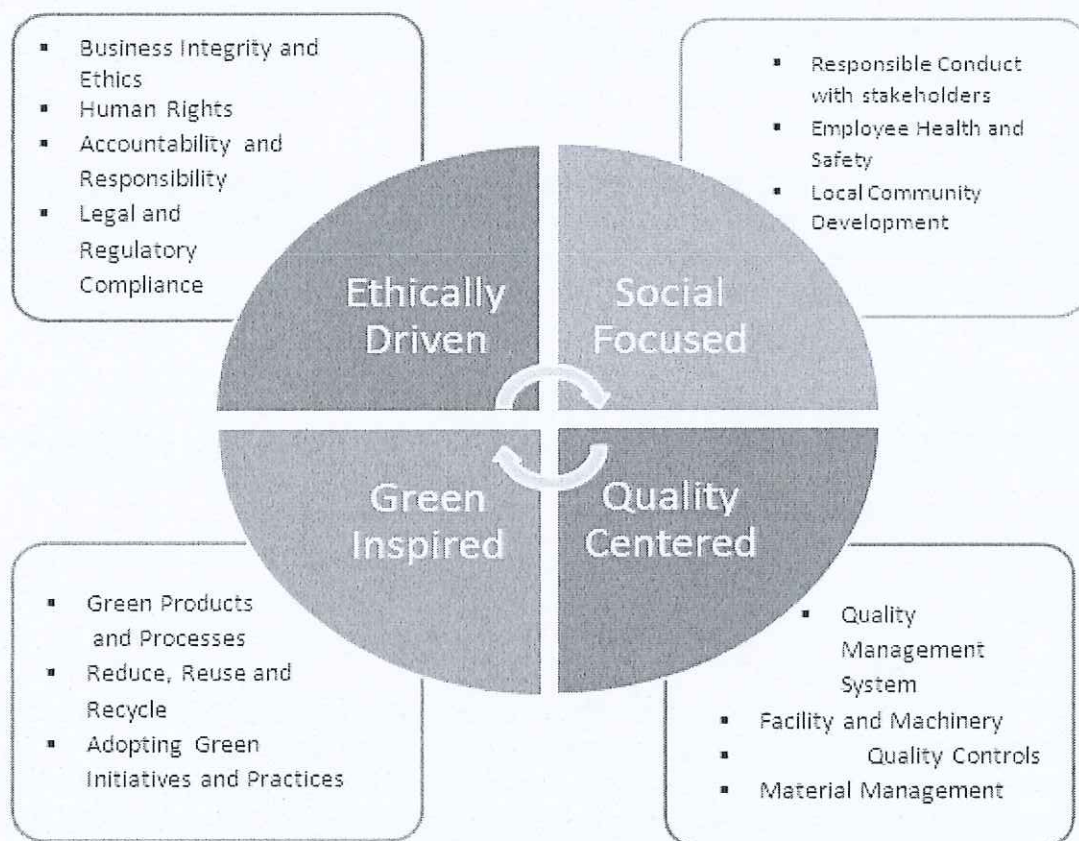 ▪ Business Integrity and
Ethics
▪ Human Rights
▪ Accountability and
Responsibility
▪ Legal and
Regulatory
Compliance
▪ Responsible Conduct
with stakeholders
▪ Employee Health and
Safety
▪ Local Community
Development
Ethically
Driven
Social
Focused
Green
Inspired
Quality
Centered
▪ Green Products
and Processes
▪ Reduce, Reuse and
Recycle
▪ Adopting Green
Initiatives and Practices
▪ Quality
Management
System
▪ Facility and Machinery
▪ Quality Controls
▪ Material Management